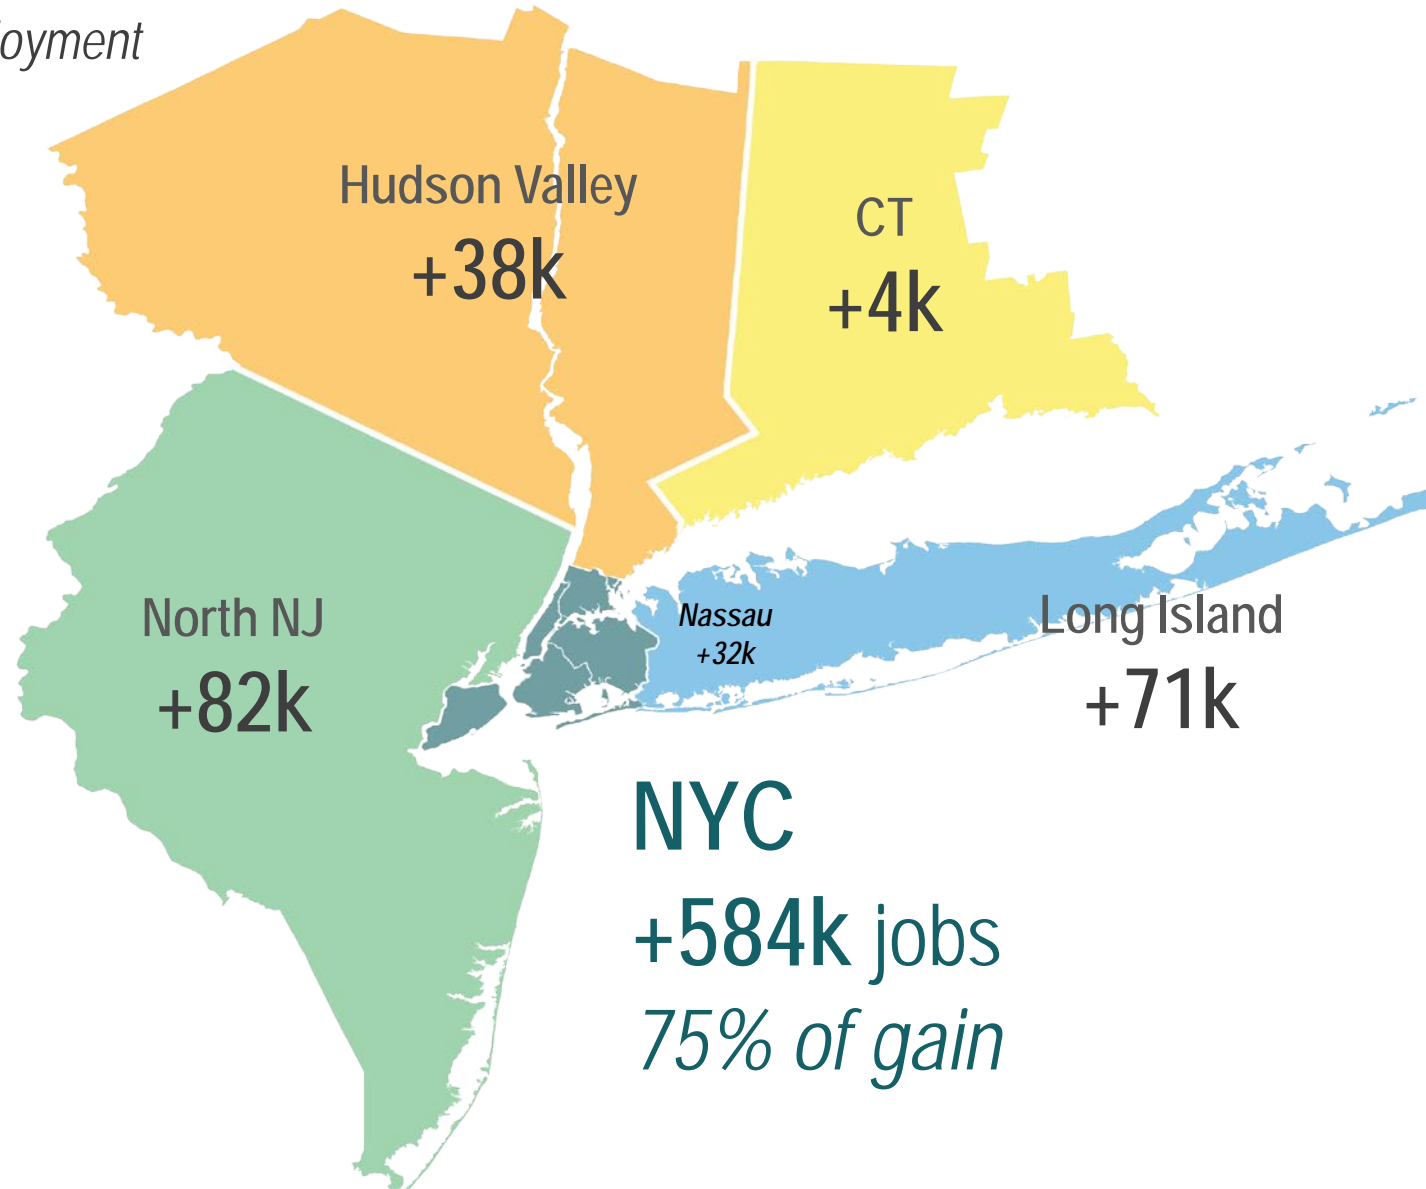 oyment
Hudson Valley
+38k
CT
+4k
North NJ
+82k
Nassau
+32k
Long Island
+71k
NYC
+584k jobs
75% of gain